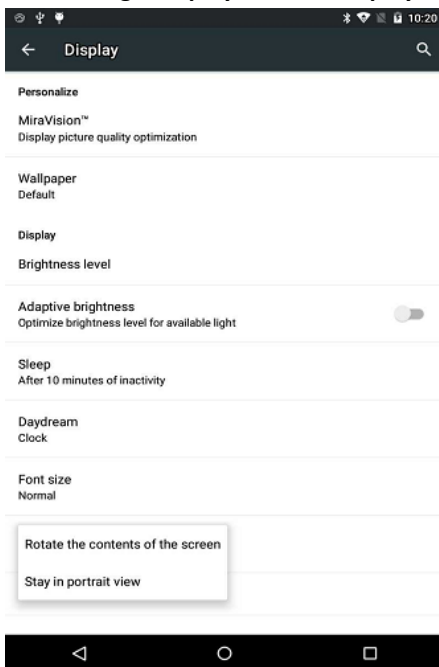 10:20
Display
Personalize
MiraVision™
Display picture quality optimization
Wallpaper
Default
Display
Brightness level
Adaptive brightness
Optimize brightness level for available light
Sleep
After 10 minutes of inactivity
Daydream
Clock
Font size
Normal
Rotate the contents of the screen
Stay in portrait view